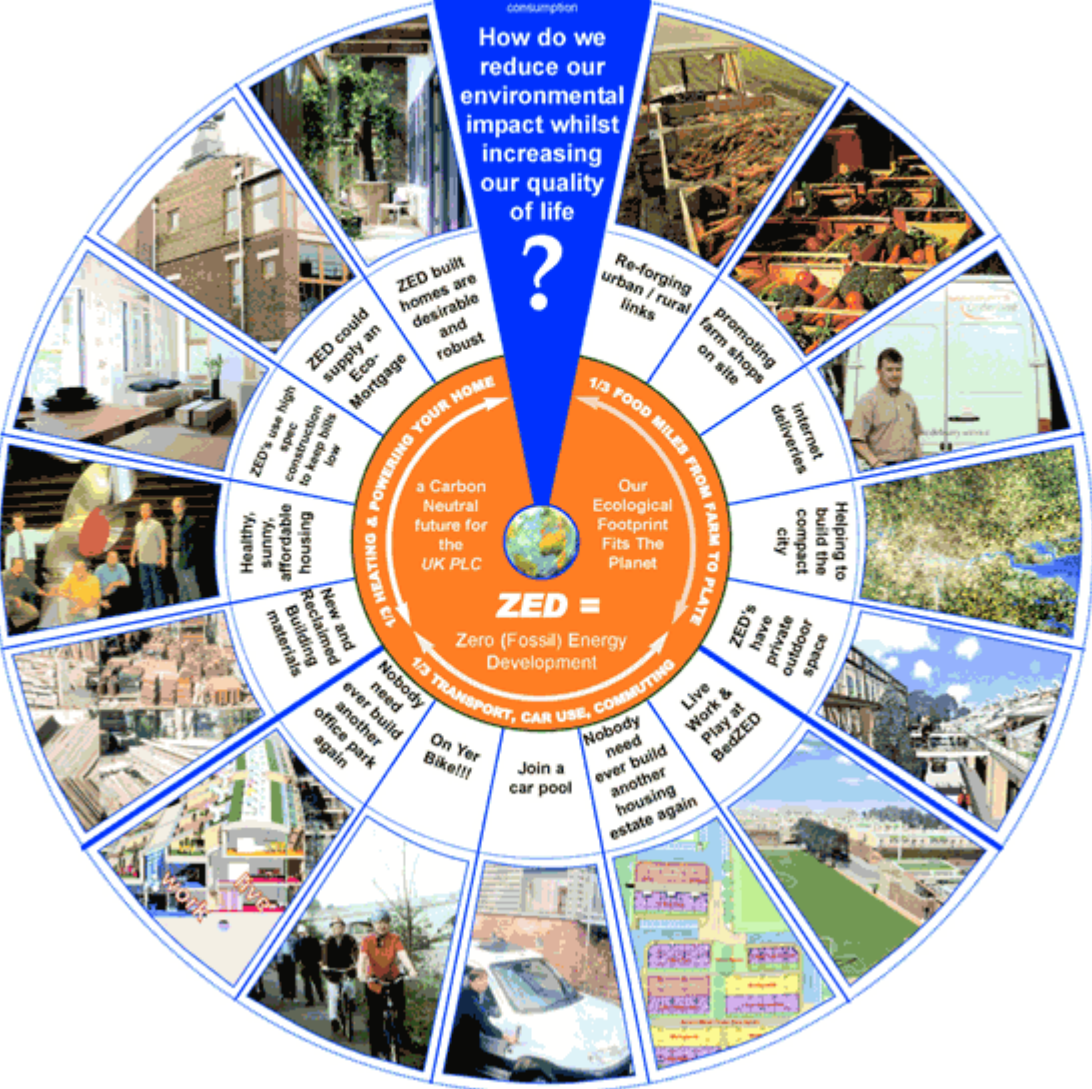 consumption
How do we
reduce our
environmental
impact whilst
increasing
our quality
of life
?
Re-forging
urban / rural
links
promoting
farm shops
on site
internet
deliveries
Helping to
build the
compact
city
ZED's
have
private
outdoor
space
Live
Work &
Play at
BedZED
Nobody
need
ever build
another
housing
estate again
Join a
car pool
On Yer
Bike!!!
Nobody
need
ever build
another
office park
again
New and
Reclaimed
Building
materials
Healthy,
sunny,
affordable
housing
ZED's use high
spec
construction
to keep bills
low
ZED could
supply an
Eco-
Mortgage
ZED built
homes are
desirable
and
robust
1/3 HEATING & POWERING YOUR HOME
1/3 FOOD MILES FROM FARM TO PLATE
1/3 TRANSPORT, CAR USE, COMMUTING
a Carbon
Neutral
future for
the
UK PLC
Our
Ecological
Footprint
Fits The
Planet
ZED =
Zero (Fossil) Energy
Development
work
live